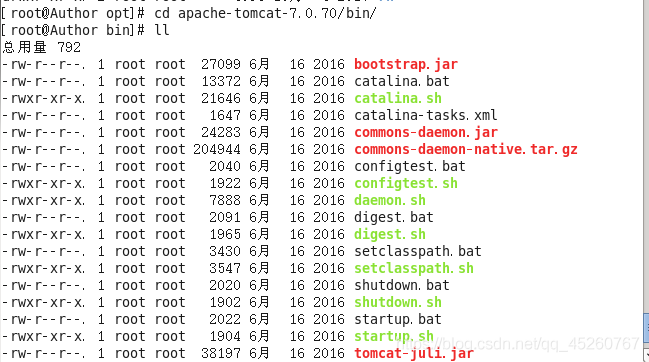 [root@Author opt]# cd apache-tomcat-7.0.70/bin/
[root@Author bin]# ll
总用量 792
-rw-r--r--. 1 root root  27099 6月  16 2016 bootstrap.jar
-rw-r--r--. 1 root root  13372 6月  16 2016 catalina.bat
-rwxr-xr-x. 1 root root  21646 6月  16 2016 catalina.sh
-rw-r--r--. 1 root root   1647 6月  16 2016 catalina-tasks.xml
-rw-r--r--. 1 root root  24283 6月  16 2016 commons-daemon.jar
-rw-r--r--. 1 root root 204944 6月  16 2016 commons-daemon-native.tar.gz
-rw-r--r--. 1 root root   2040 6月  16 2016 configtest.bat
-rwxr-xr-x. 1 root root   1922 6月  16 2016 configtest.sh
-rwxr-xr-x. 1 root root   7888 6月  16 2016 daemon.sh
-rw-r--r--. 1 root root   2091 6月  16 2016 digest.bat
-rwxr-xr-x. 1 root root   1965 6月  16 2016 digest.sh
-rw-r--r--. 1 root root   3430 6月  16 2016 setclasspath.bat
-rwxr-xr-x. 1 root root   3547 6月  16 2016 setclasspath.sh
-rw-r--r--. 1 root root   2020 6月  16 2016 shutdown.bat
-rwxr-xr-x. 1 root root   1902 6月  16 2016 shutdown.sh
-rw-r--r--. 1 root root   2022 6月  16 2016 startup.bat
-rwxr-xr-x. 1 root root   1904 6月  16 2016 startup.sh
blog.csdn.net/qq_45260767
-rw-r--r--. 1 root root  38197 6月  16 2016 tomcat-juli.jar